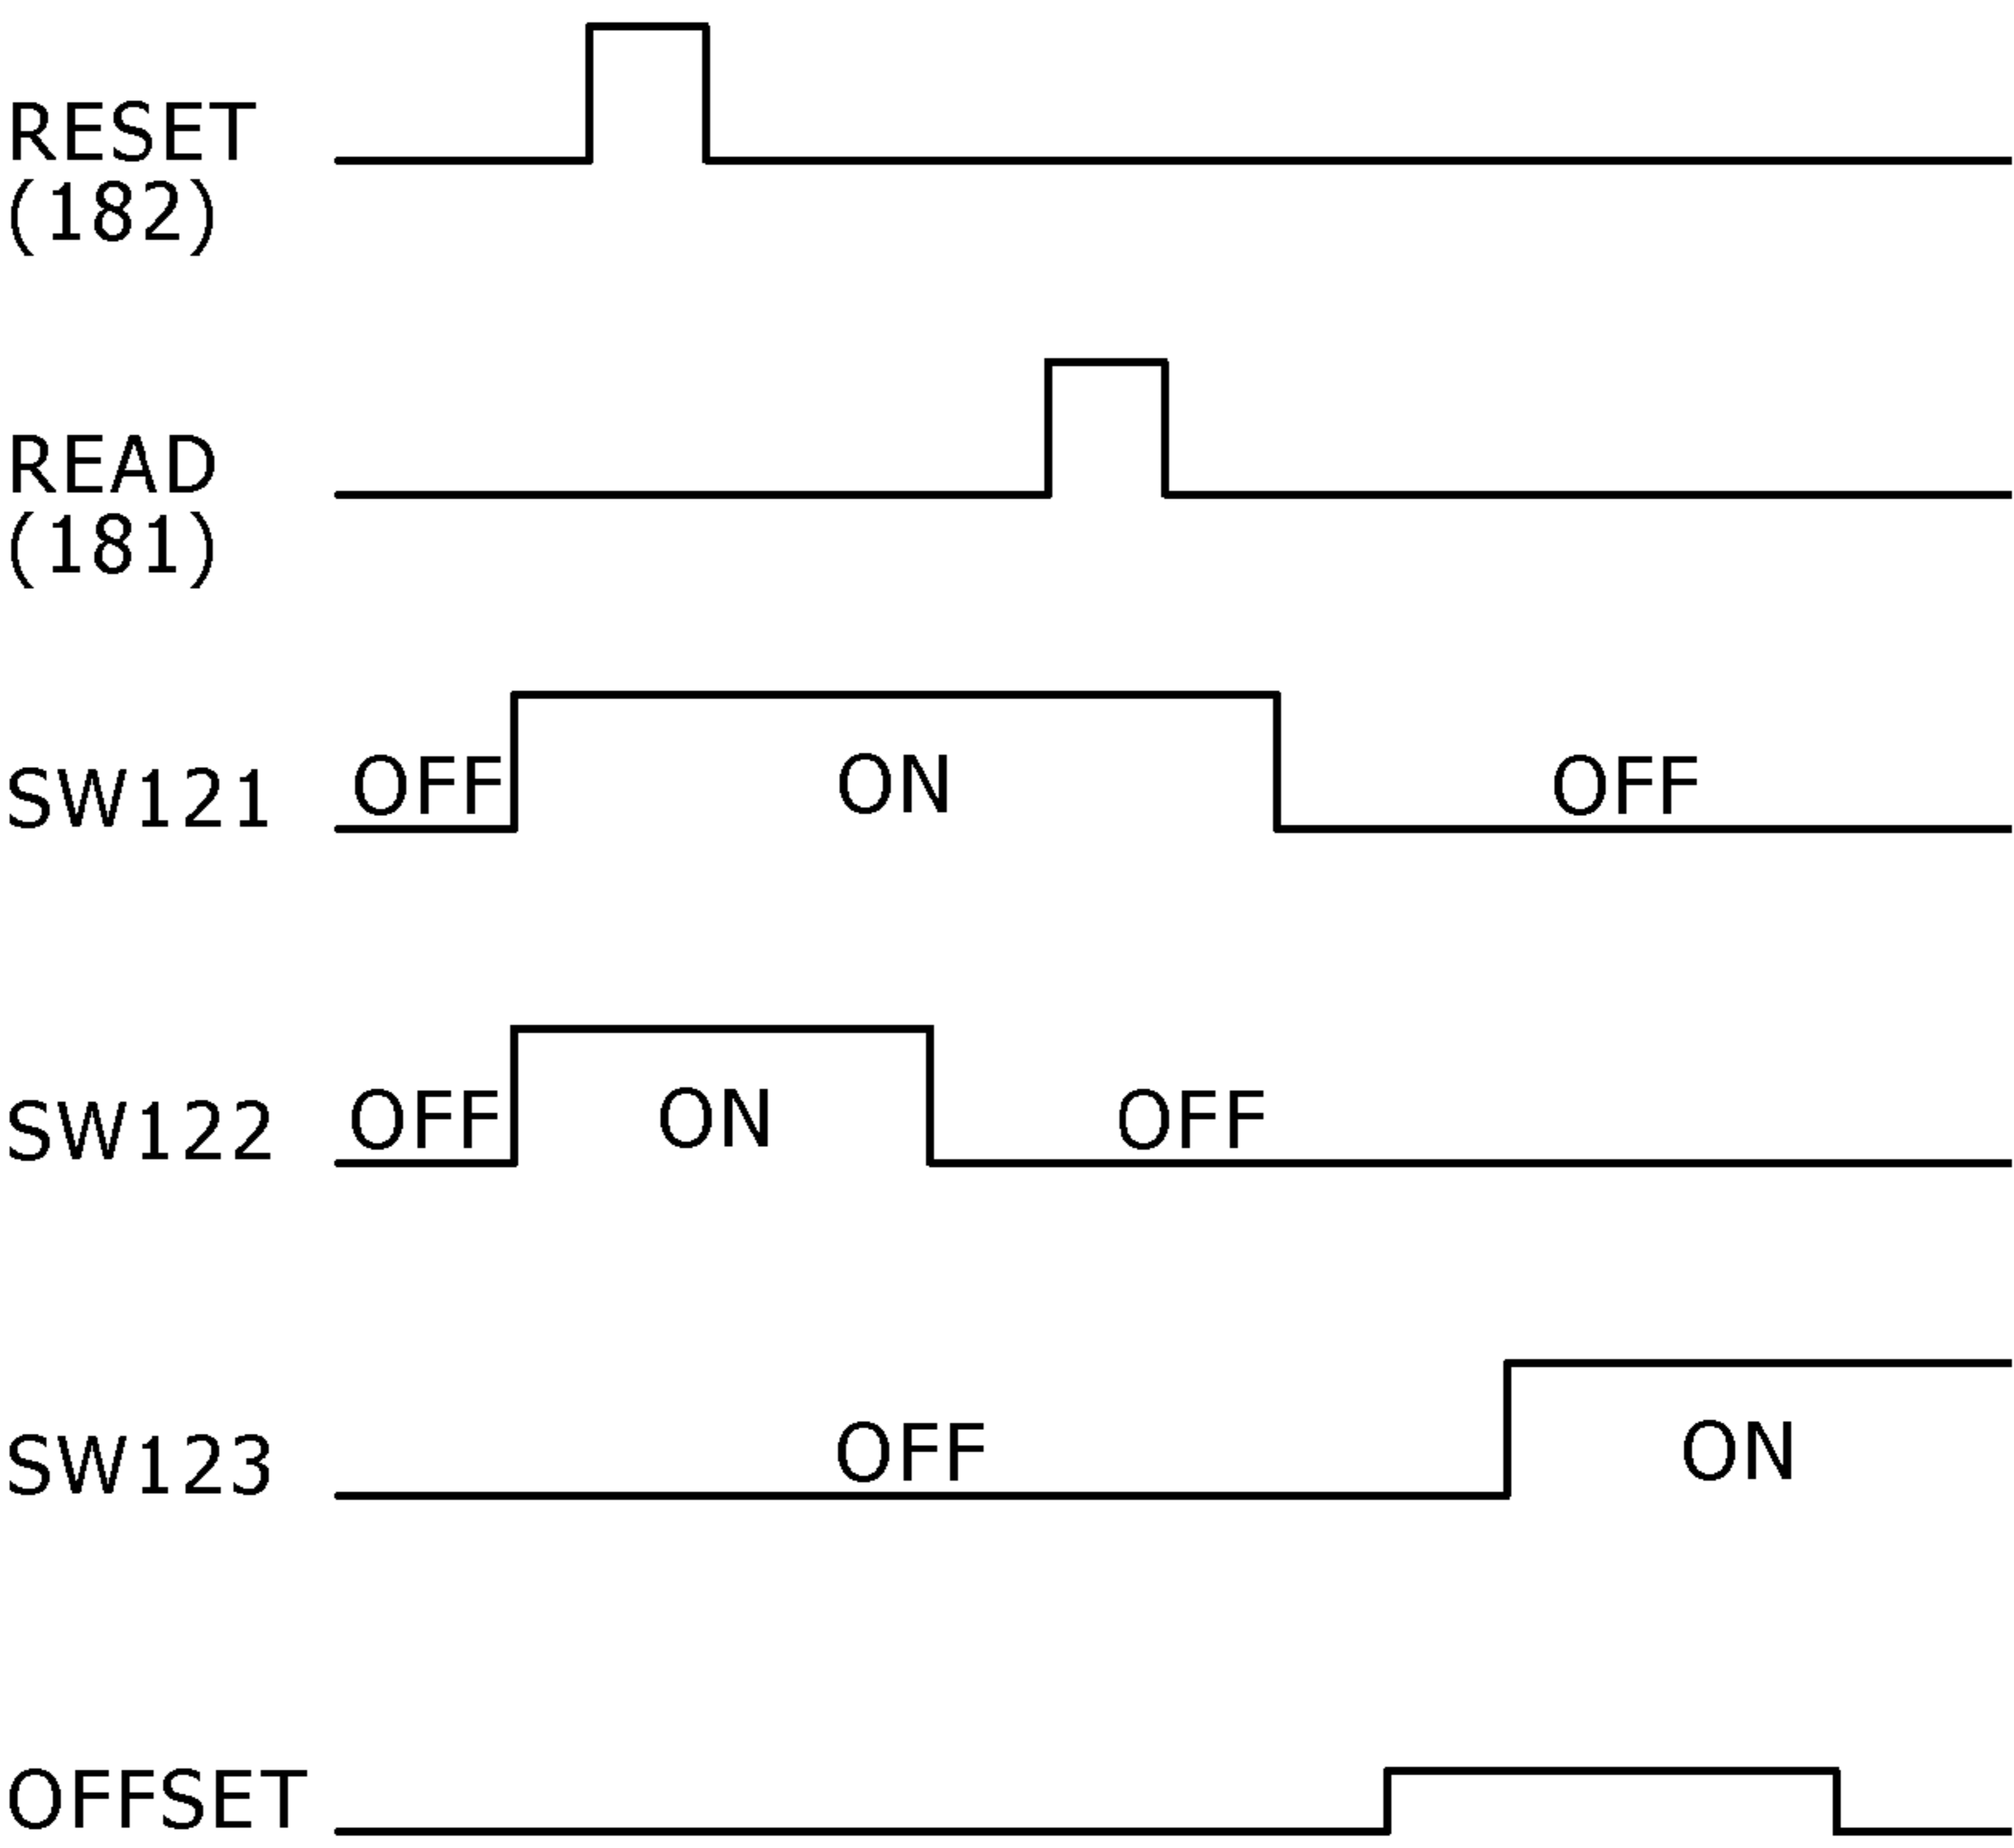 RESET
(182)
READ
(181)
SW121 OFF ON OFF
SW122 OFF ON OFF
SW123 OFF ON
OFFSET